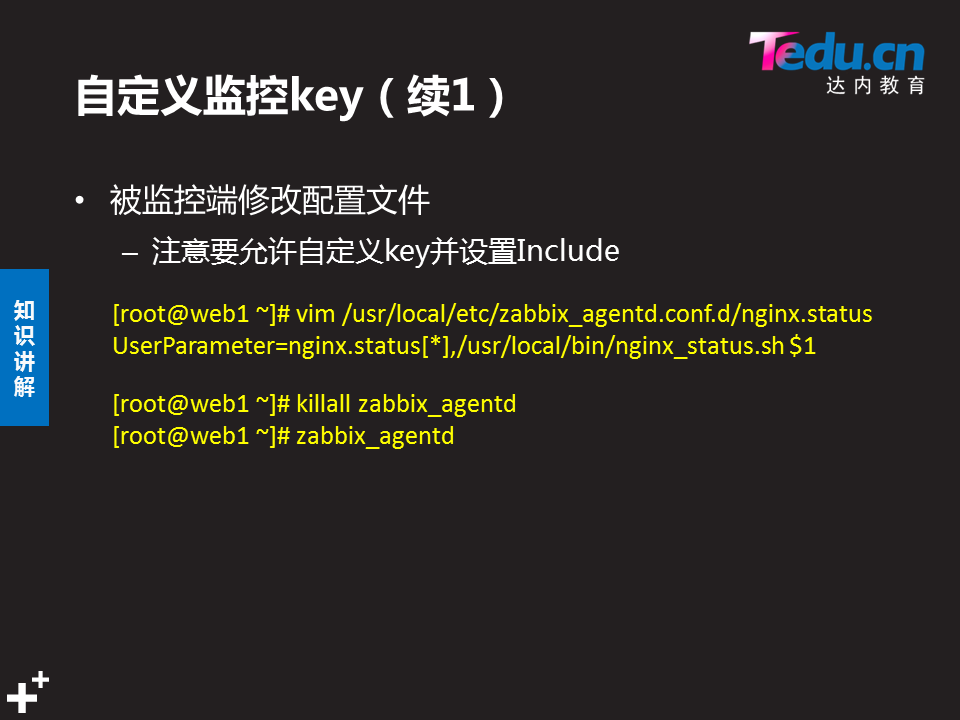 Tedu.cn
达内教育
自定义监控key（续1）
• 被监控端修改配置文件
– 注意要允许自定义key并设置Include
知
识
讲
解
[root@web1 ~]# vim /usr/local/etc/zabbix_agentd.conf.d/nginx.status
UserParameter=nginx.status[*],/usr/local/bin/nginx_status.sh $1
[root@web1 ~]# killall zabbix_agentd
[root@web1 ~]# zabbix_agentd